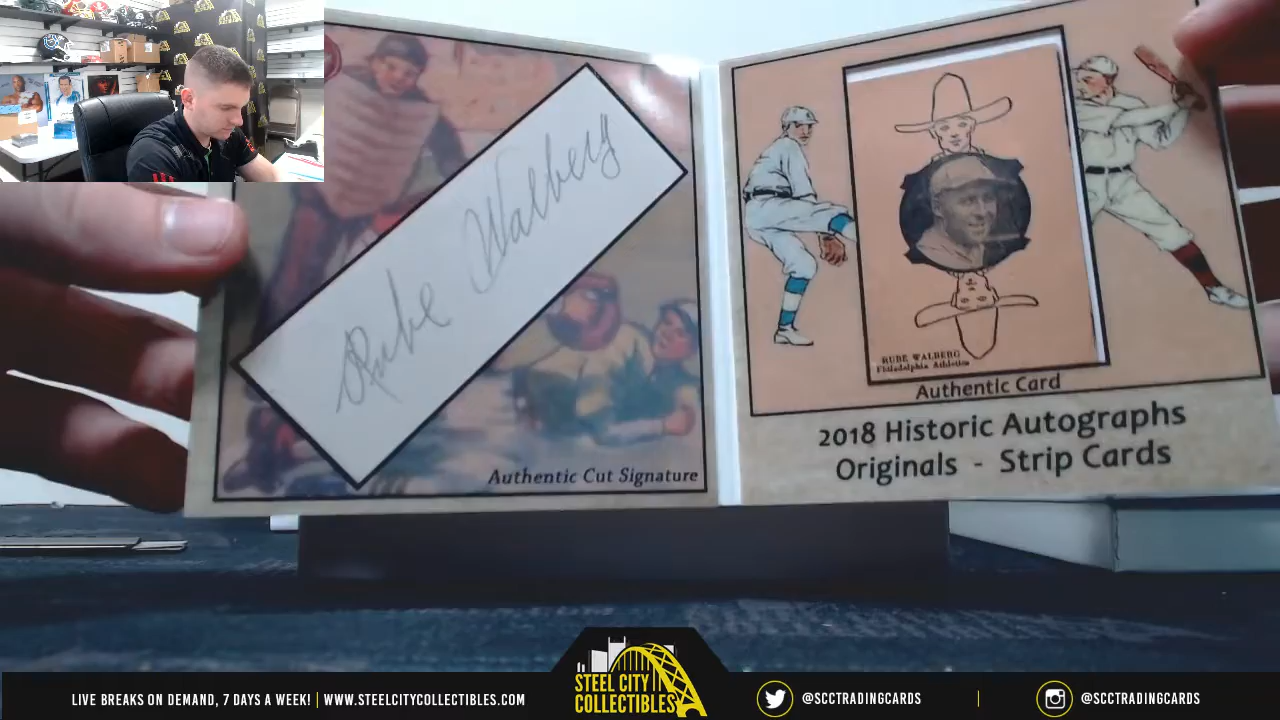 Rube Walberg
Authentic Cut Signature
RUBE WALBERG
Philadelphia Athletics
Authentic Card
2018 Historic Autographs
Originals - Strip Cards
STEEL CITY
COLLECTIBLES
LIVE BREAKS ON DEMAND, 7 DAYS A WEEK! | WWW.STEELCITYCOLLECTIBLES.COM
@SCCTRADINGCARDS | @SCCTRADINGCARDS